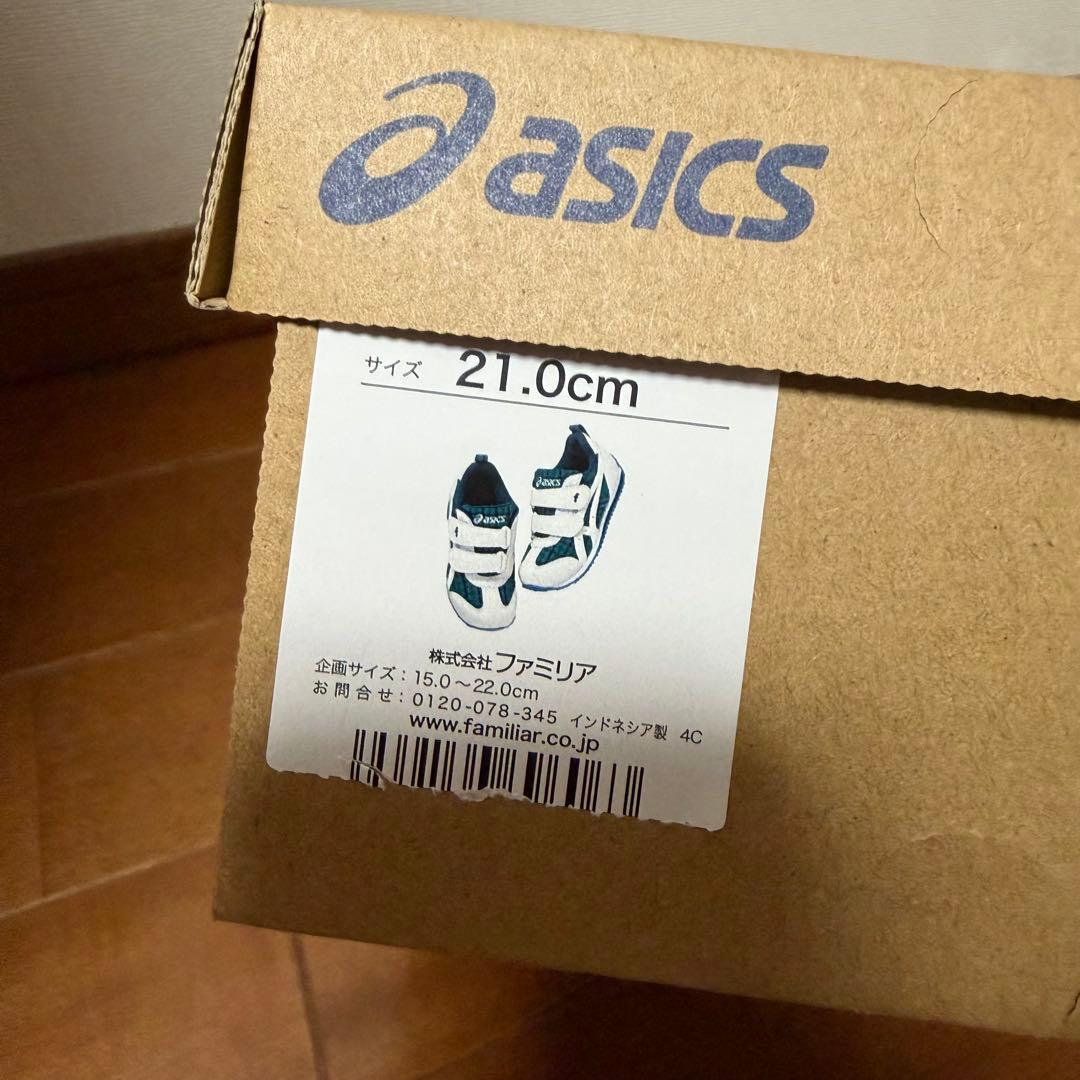 asics
サイズ 21.0cm
asics
asics
株式会社ファミリア
企画サイズ：15.0～22.0cm
お問合せ：0120-078-345 インドネシア製 4C
www.familiar.co.jp